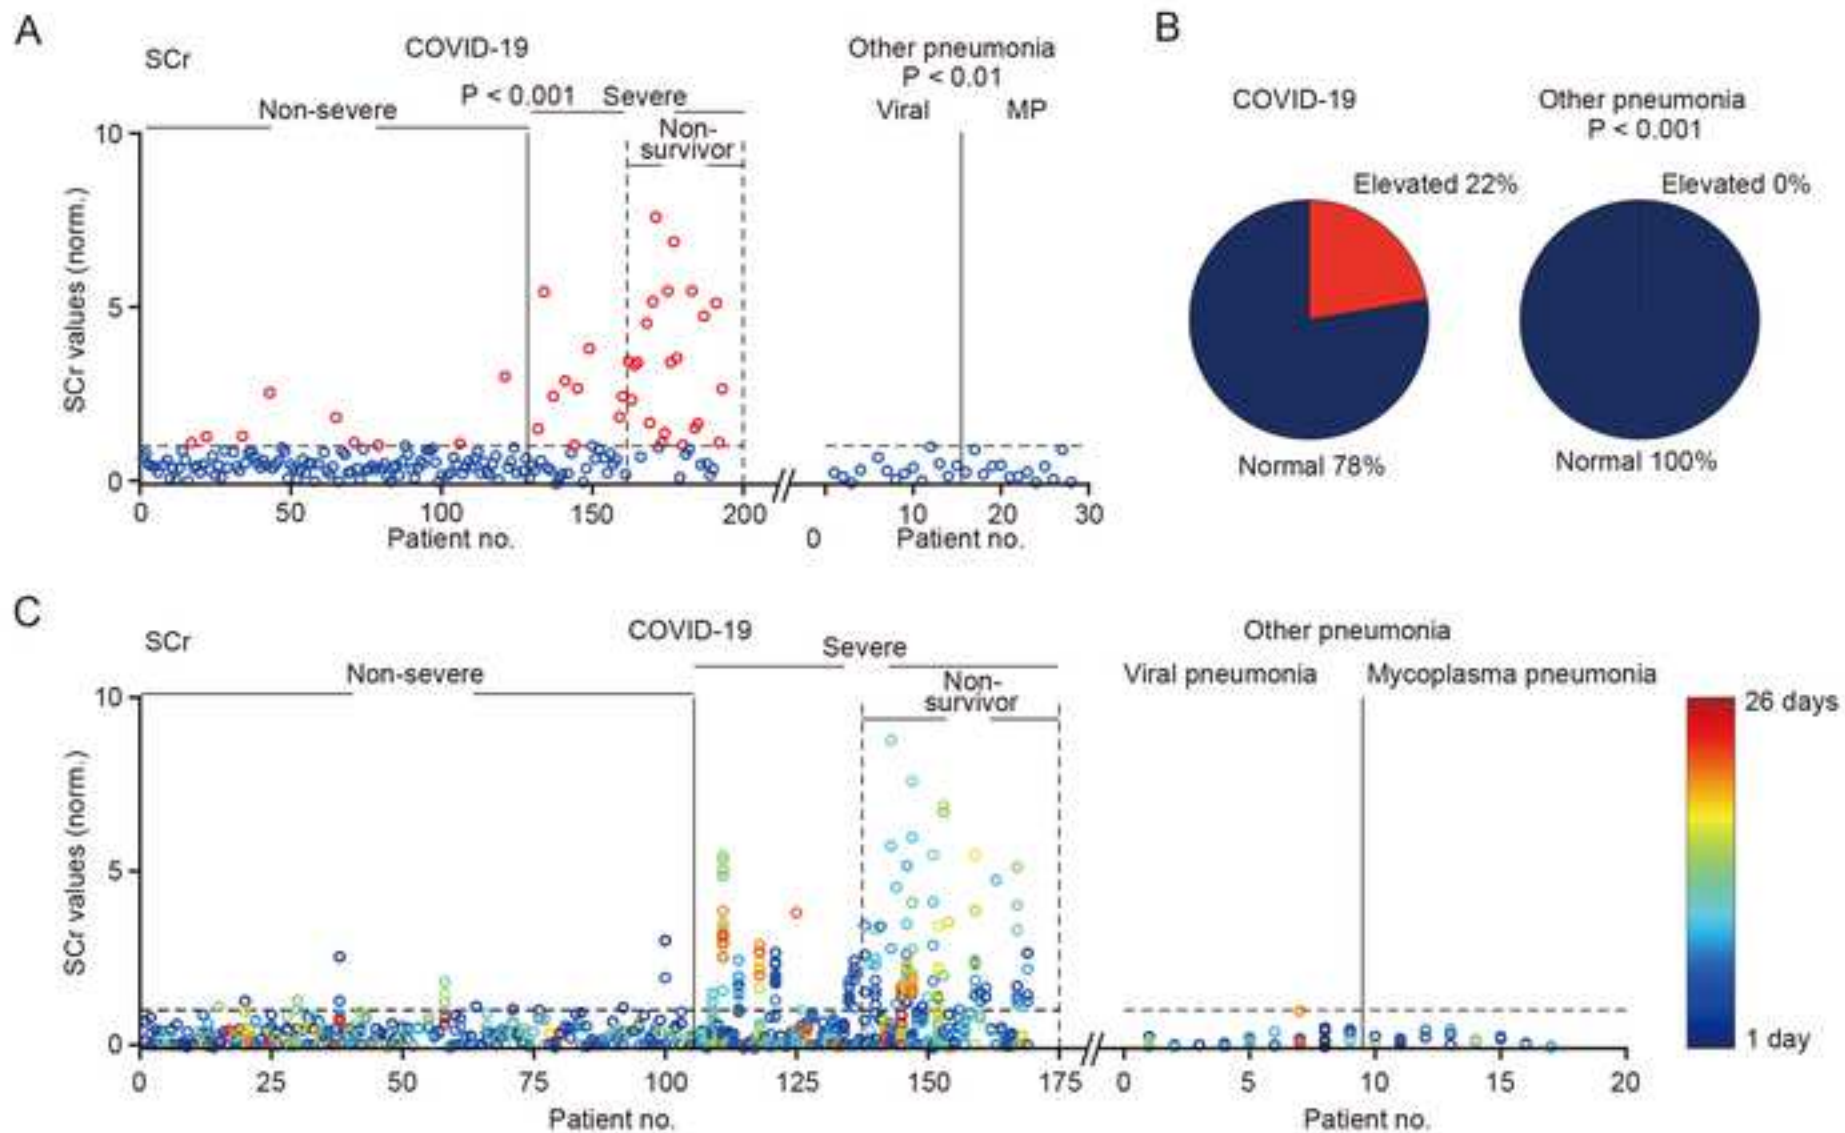 A
SCr
COVID-19
Non-severe
P < 0.001
Severe
Non-
survivor
Other pneumonia
P < 0.01
Viral
MP
SCr values (norm.)
10
5
0
0 50 100 150 200
Patient no.
0 10 20 30
Patient no.
B
COVID-19
Elevated 22%
Normal 78%
Other pneumonia
P < 0.001
Elevated 0%
Normal 100%
C
SCr
COVID-19
Non-severe
Severe
Non-
survivor
Other pneumonia
Viral pneumonia
Mycoplasma pneumonia
SCr values (norm.)
10
5
0
0 25 50 75 100 125 150 175
Patient no.
0 5 10 15 20
Patient no.
26 days
1 day